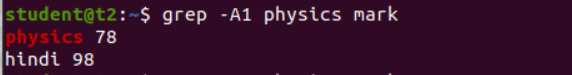 student@t2:~$ grep -A1 physics mark
physics 78
hindi 98